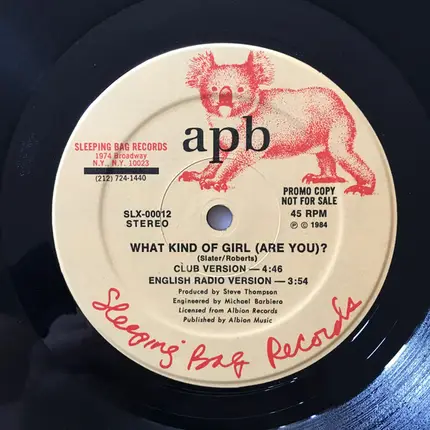 apb
SLEEPING BAG RECORDS
1974 Broadway
N.Y., N.Y. 10023
(212) 724-1440
PROMO COPY
NOT FOR SALE
SLX-00012
STEREO
45 RPM
Ⓟ © 1984
WHAT KIND OF GIRL (ARE YOU)?
(Slater/Roberts)
CLUB VERSION — 4:46
ENGLISH RADIO VERSION — 3:54
Produced by Steve Thompson
Engineered by Michael Barbiero
Licensed from Albion Records
Published by Albion Music
Sleeping Bag Records